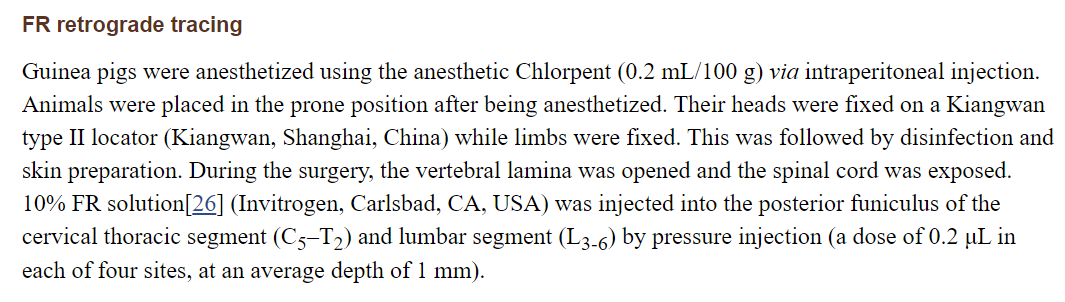 FR retrograde tracing
Guinea pigs were anesthetized using the anesthetic Chlorpent (0.2 mL/100 g) via intraperitoneal injection.
Animals were placed in the prone position after being anesthetized. Their heads were fixed on a Kiangwan
type II locator (Kiangwan, Shanghai, China) while limbs were fixed. This was followed by disinfection and
skin preparation. During the surgery, the vertebral lamina was opened and the spinal cord was exposed.
10% FR solution[26] (Invitrogen, Carlsbad, CA, USA) was injected into the posterior funiculus of the
cervical thoracic segment (C₅–T₂) and lumbar segment (L₃₋₆) by pressure injection (a dose of 0.2 μL in
each of four sites, at an average depth of 1 mm).